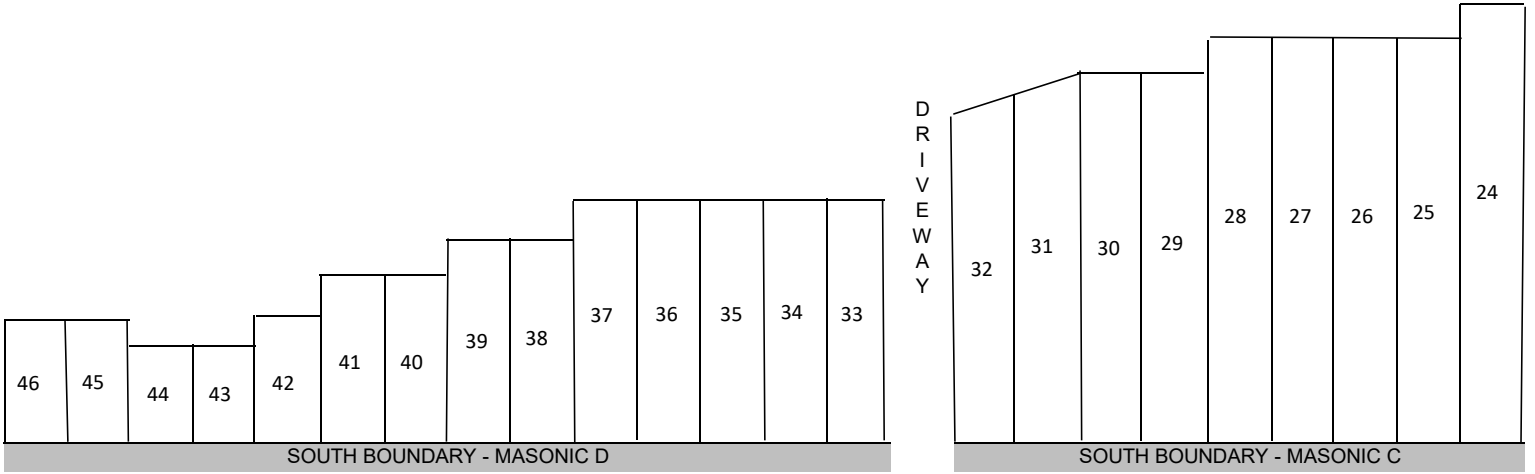 46
45
44
43
42
41
40
39
38
37
36
35
34
33
SOUTH BOUNDARY - MASONIC D
D
R
I
V
E
W
A
Y
32
31
30
29
28
27
26
25
24
SOUTH BOUNDARY - MASONIC C